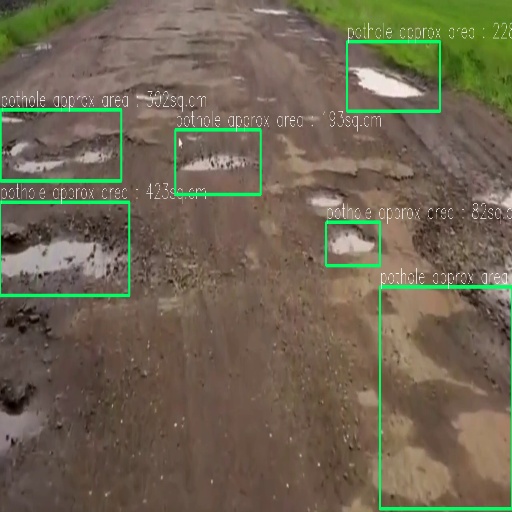 pothole approx area : 228
pothole approx area : 302sq.cm
pothole approx area : 193sq.cm
pothole approx area : 423sq.cm
pothole approx area : 82sq.
pothole approx area